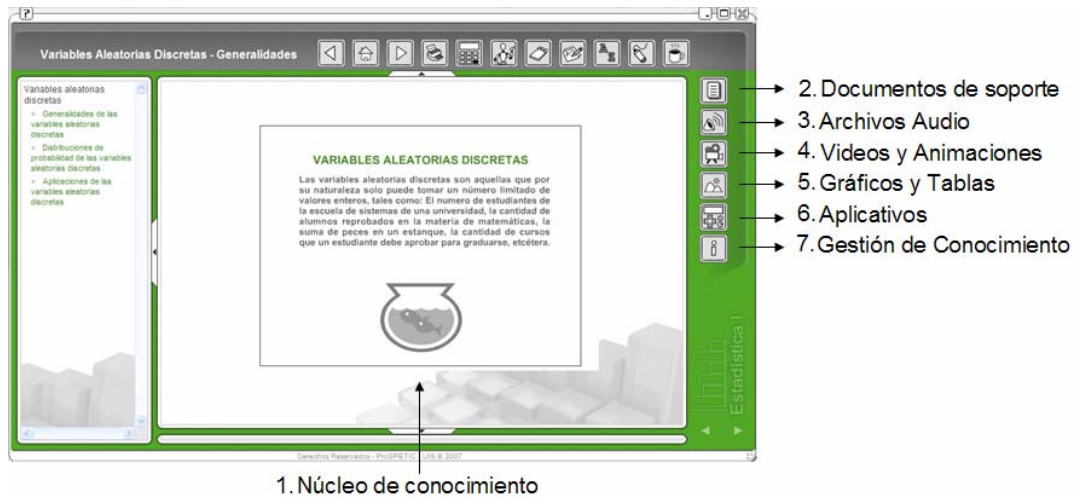 ?
Variables Aleatorias Discretas - Generalidades
Variables aleatorias
discretas
» Generalidades de las
variables aleatorias
discretas
» Distribuciones de
probabilidad de las variables
aleatorias discretas
» Aplicaciones de las
variables aleatorias
discretas
VARIABLES ALEATORIAS DISCRETAS
Las variables aleatorias discretas son aquellas que por
su naturaleza solo puede tomar un número limitado de
valores enteros, tales como: El numero de estudiantes de
la escuela de sistemas de una universidad, la cantidad de
alumnos reprobados en la materia de matemáticas, la
suma de peces en un estanque, la cantidad de cursos
que un estudiante debe aprobar para graduarse, etcétera.
2. Documentos de soporte
3. Archivos Audio
4. Videos y Animaciones
5. Gráficos y Tablas
6. Aplicativos
7. Gestión de Conocimiento
Estadística I
Derechos Reservados - ProSPETIC UIS © 2007
1. Núcleo de conocimiento